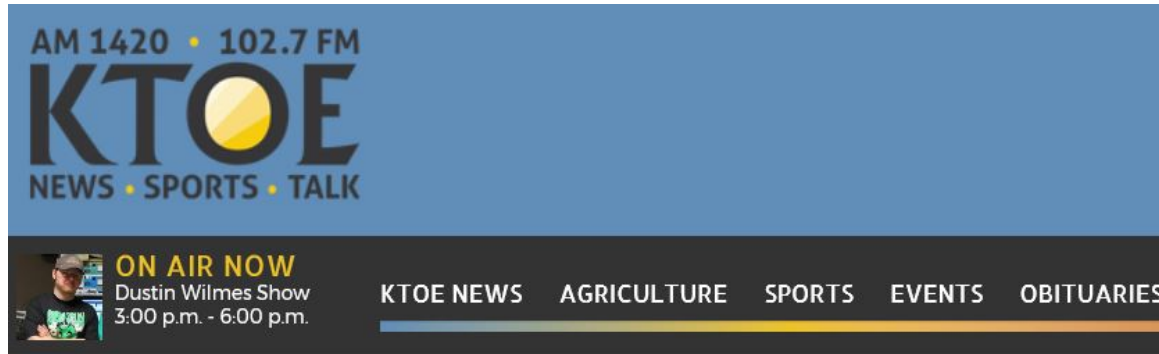 AM 1420 • 102.7 FM
KTOE
NEWS • SPORTS • TALK
ON AIR NOW
Dustin Wilmes Show
3:00 p.m. - 6:00 p.m.
KTOE NEWS AGRICULTURE SPORTS EVENTS OBITUARIES